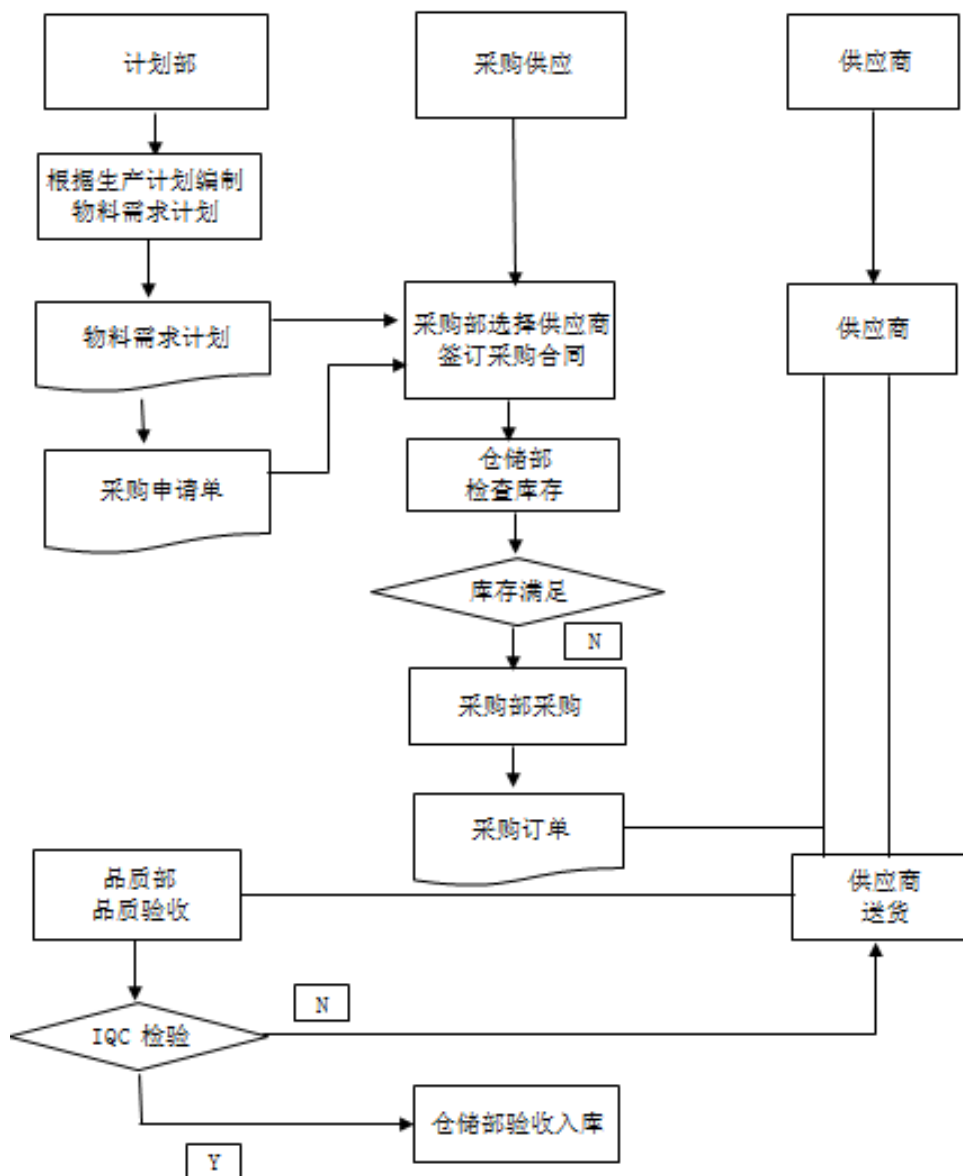 计划部
采购供应
供应商
根据生产计划编制
物料需求计划
物料需求计划
采购部选择供应商
签订采购合同
供应商
采购申请单
仓储部
检查库存
库存满足
N
采购部采购
采购订单
品质部
品质验收
供应商
送货
N
IQC 检验
仓储部验收入库
Y